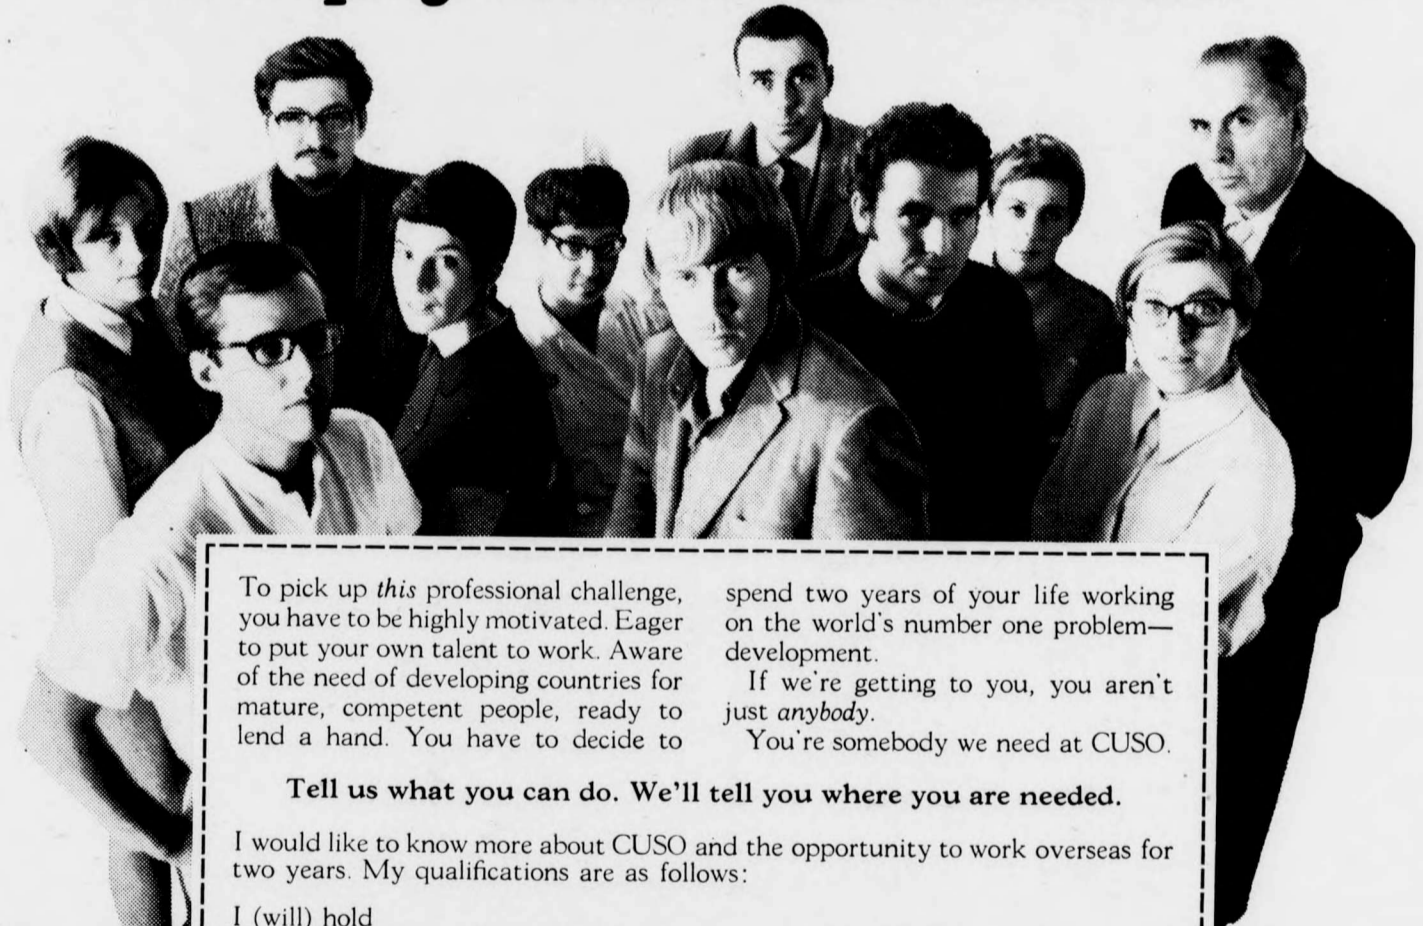 To pick up this professional challenge,
you have to be highly motivated. Eager
to put your own talent to work. Aware
of the need of developing countries for
mature, competent people, ready to
lend a hand. You have to decide to
spend two years of your life working
on the world's number one problem—
development.
If we're getting to you, you aren't
just anybody.
You're somebody we need at CUSO.
Tell us what you can do. We'll tell you where you are needed.
I would like to know more about CUSO and the opportunity to work overseas for
two years. My qualifications are as follows:
I (will) hold